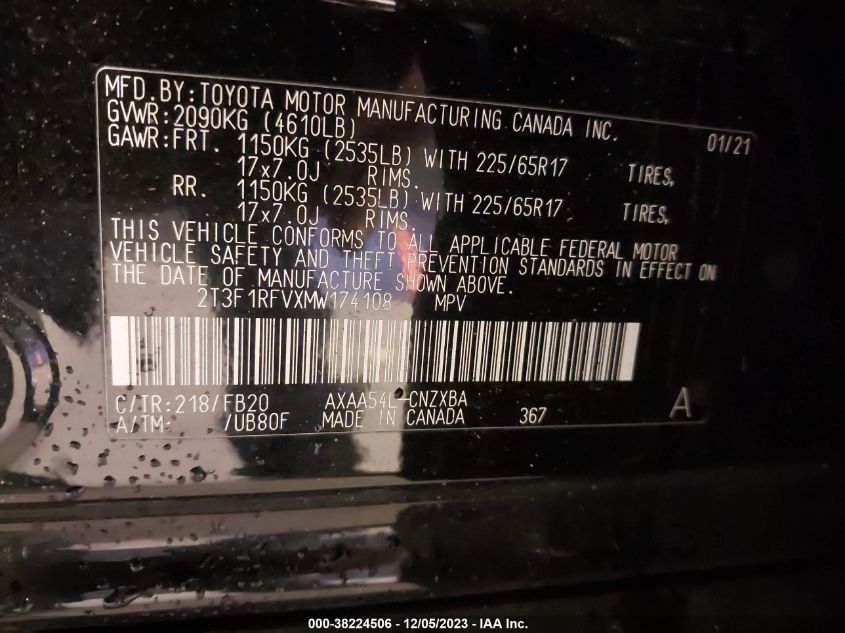 MFD.BY:TOYOTA MOTOR MANUFACTURING CANADA INC. 01/21
GVWR:2090KG (4610LB)
GAWR:FRT. 1150KG (2535LB) WITH 225/65R17 TIRES,
17x7.0J RIMS.
RR. 1150KG (2535LB) WITH 225/65R17 TIRES,
17x7.0J RIMS.
THIS VEHICLE CONFORMS TO ALL APPLICABLE FEDERAL MOTOR
VEHICLE SAFETY AND THEFT PREVENTION STANDARDS IN EFFECT ON
THE DATE OF MANUFACTURE SHOWN ABOVE.
2T3F1RFVXMW174108 MPV
C/TR:218/FB20 AXAA54L-CNZXBA
A/TM:- /UB80F MADE IN CANADA 367 A
000-38224506 - 12/05/2023 - IAA Inc.